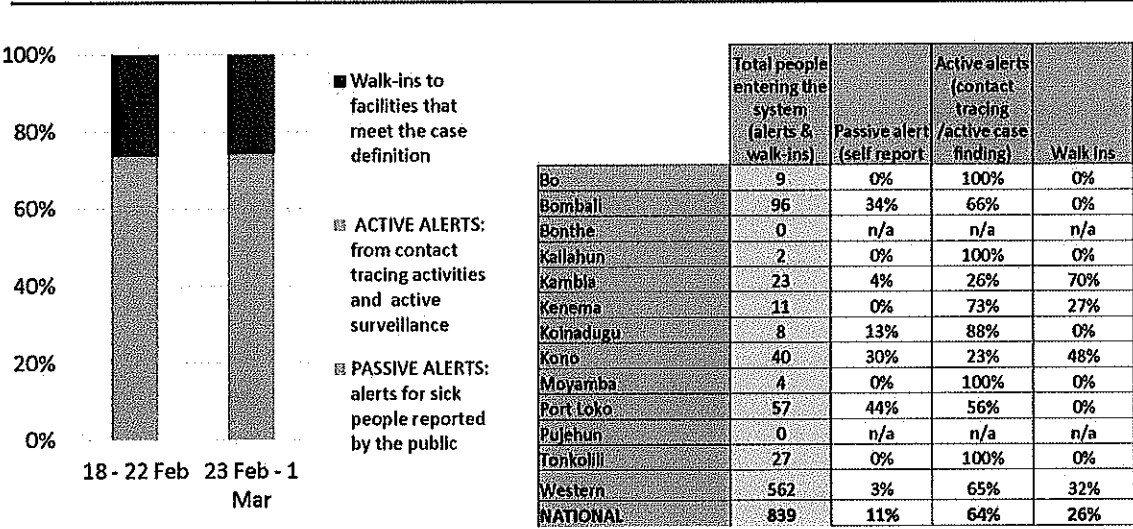 100%
80%
60%
40%
20%
0%
18 - 22 Feb 23 Feb - 1
Mar
Walk-ins to
facilities that
meet the case
definition
ACTIVE ALERTS:
from contact
tracing activities
and active
surveillance
PASSIVE ALERTS:
alerts for sick
people reported
by the public
Total people
entering the
system
(alerts &
walk-ins)
Passive alert
(self report
Active alerts
(contact
tracing
/active case
finding)
Walk ins
Bo 9 0% 100% 0%
Bombali 96 34% 66% 0%
Bonthe 0 n/a n/a n/a
Kailahun 2 0% 100% 0%
Kambia 23 4% 26% 70%
Kenema 11 0% 73% 27%
Koinadugu 8 13% 88% 0%
Kono 40 30% 23% 48%
Moyamba 4 0% 100% 0%
Port Loko 57 44% 56% 0%
Pujehun 0 n/a n/a n/a
Tonkolili 27 0% 100% 0%
Western 562 3% 65% 32%
NATIONAL 839 11% 64% 26%